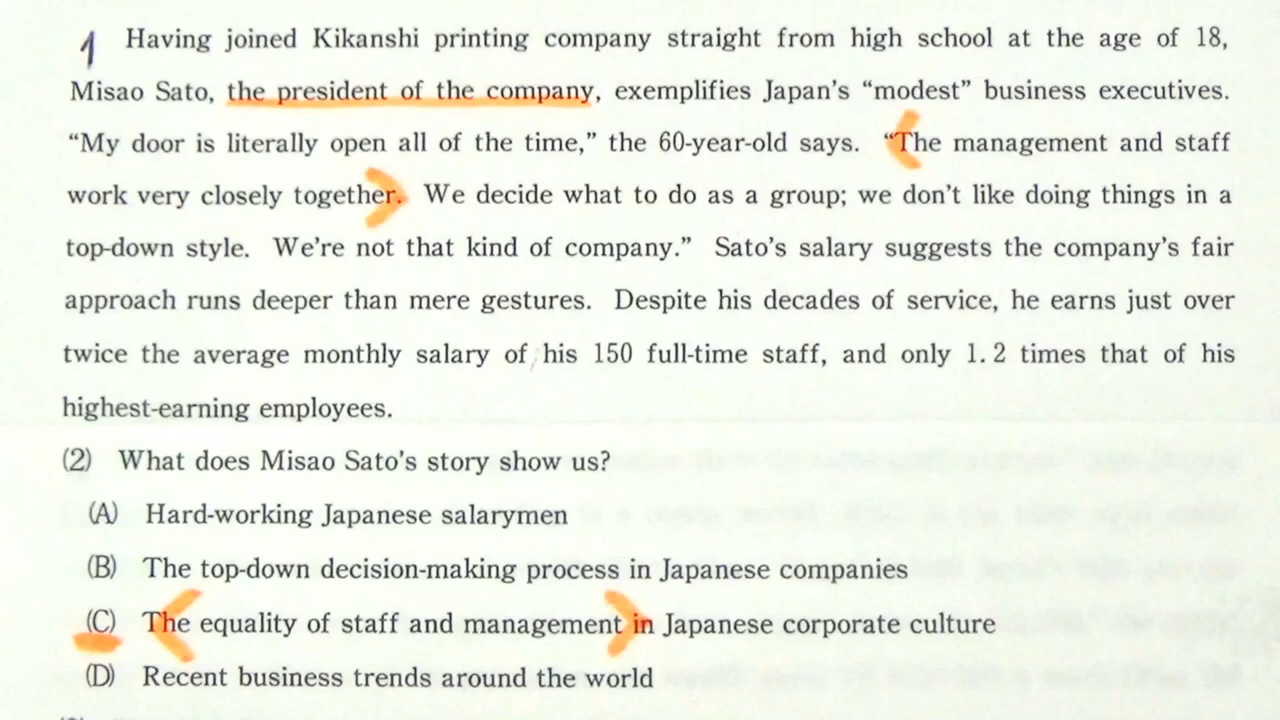 1 Having joined Kikanshi printing company straight from high school at the age of 18,
Misao Sato, the president of the company, exemplifies Japan's “modest” business executives.
“My door is literally open all of the time,” the 60-year-old says. “The management and staff
work very closely together. We decide what to do as a group; we don't like doing things in a
top-down style. We're not that kind of company.” Sato's salary suggests the company's fair
approach runs deeper than mere gestures. Despite his decades of service, he earns just over
twice the average monthly salary of his 150 full-time staff, and only 1.2 times that of his
highest-earning employees.
(2) What does Misao Sato's story show us?
(A) Hard-working Japanese salarymen
(B) The top-down decision-making process in Japanese companies
(C) The equality of staff and management in Japanese corporate culture
(D) Recent business trends around the world